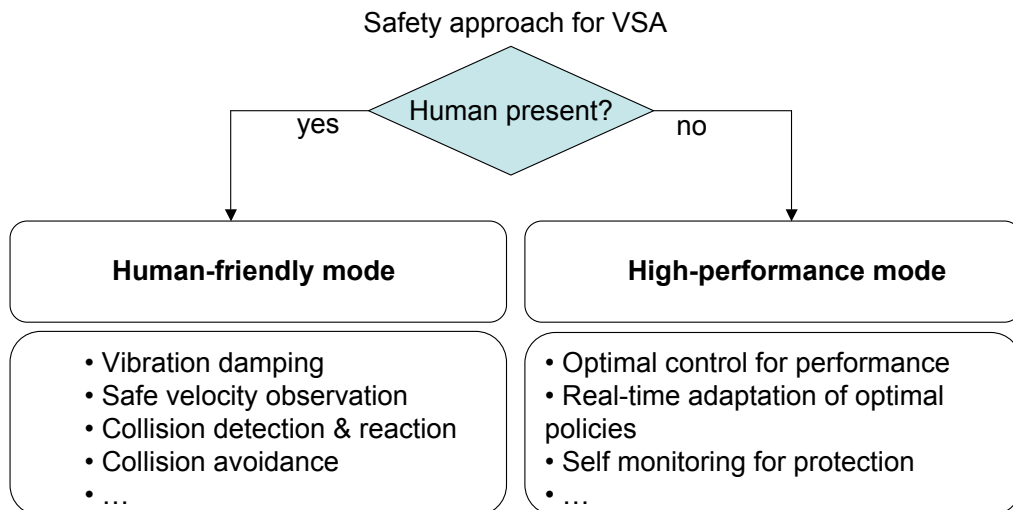 Safety approach for VSA
Human present?
yes
no
Human-friendly mode
• Vibration damping
• Safe velocity observation
• Collision detection & reaction
• Collision avoidance
• …
High-performance mode
• Optimal control for performance
• Real-time adaptation of optimal
policies
• Self monitoring for protection
• …